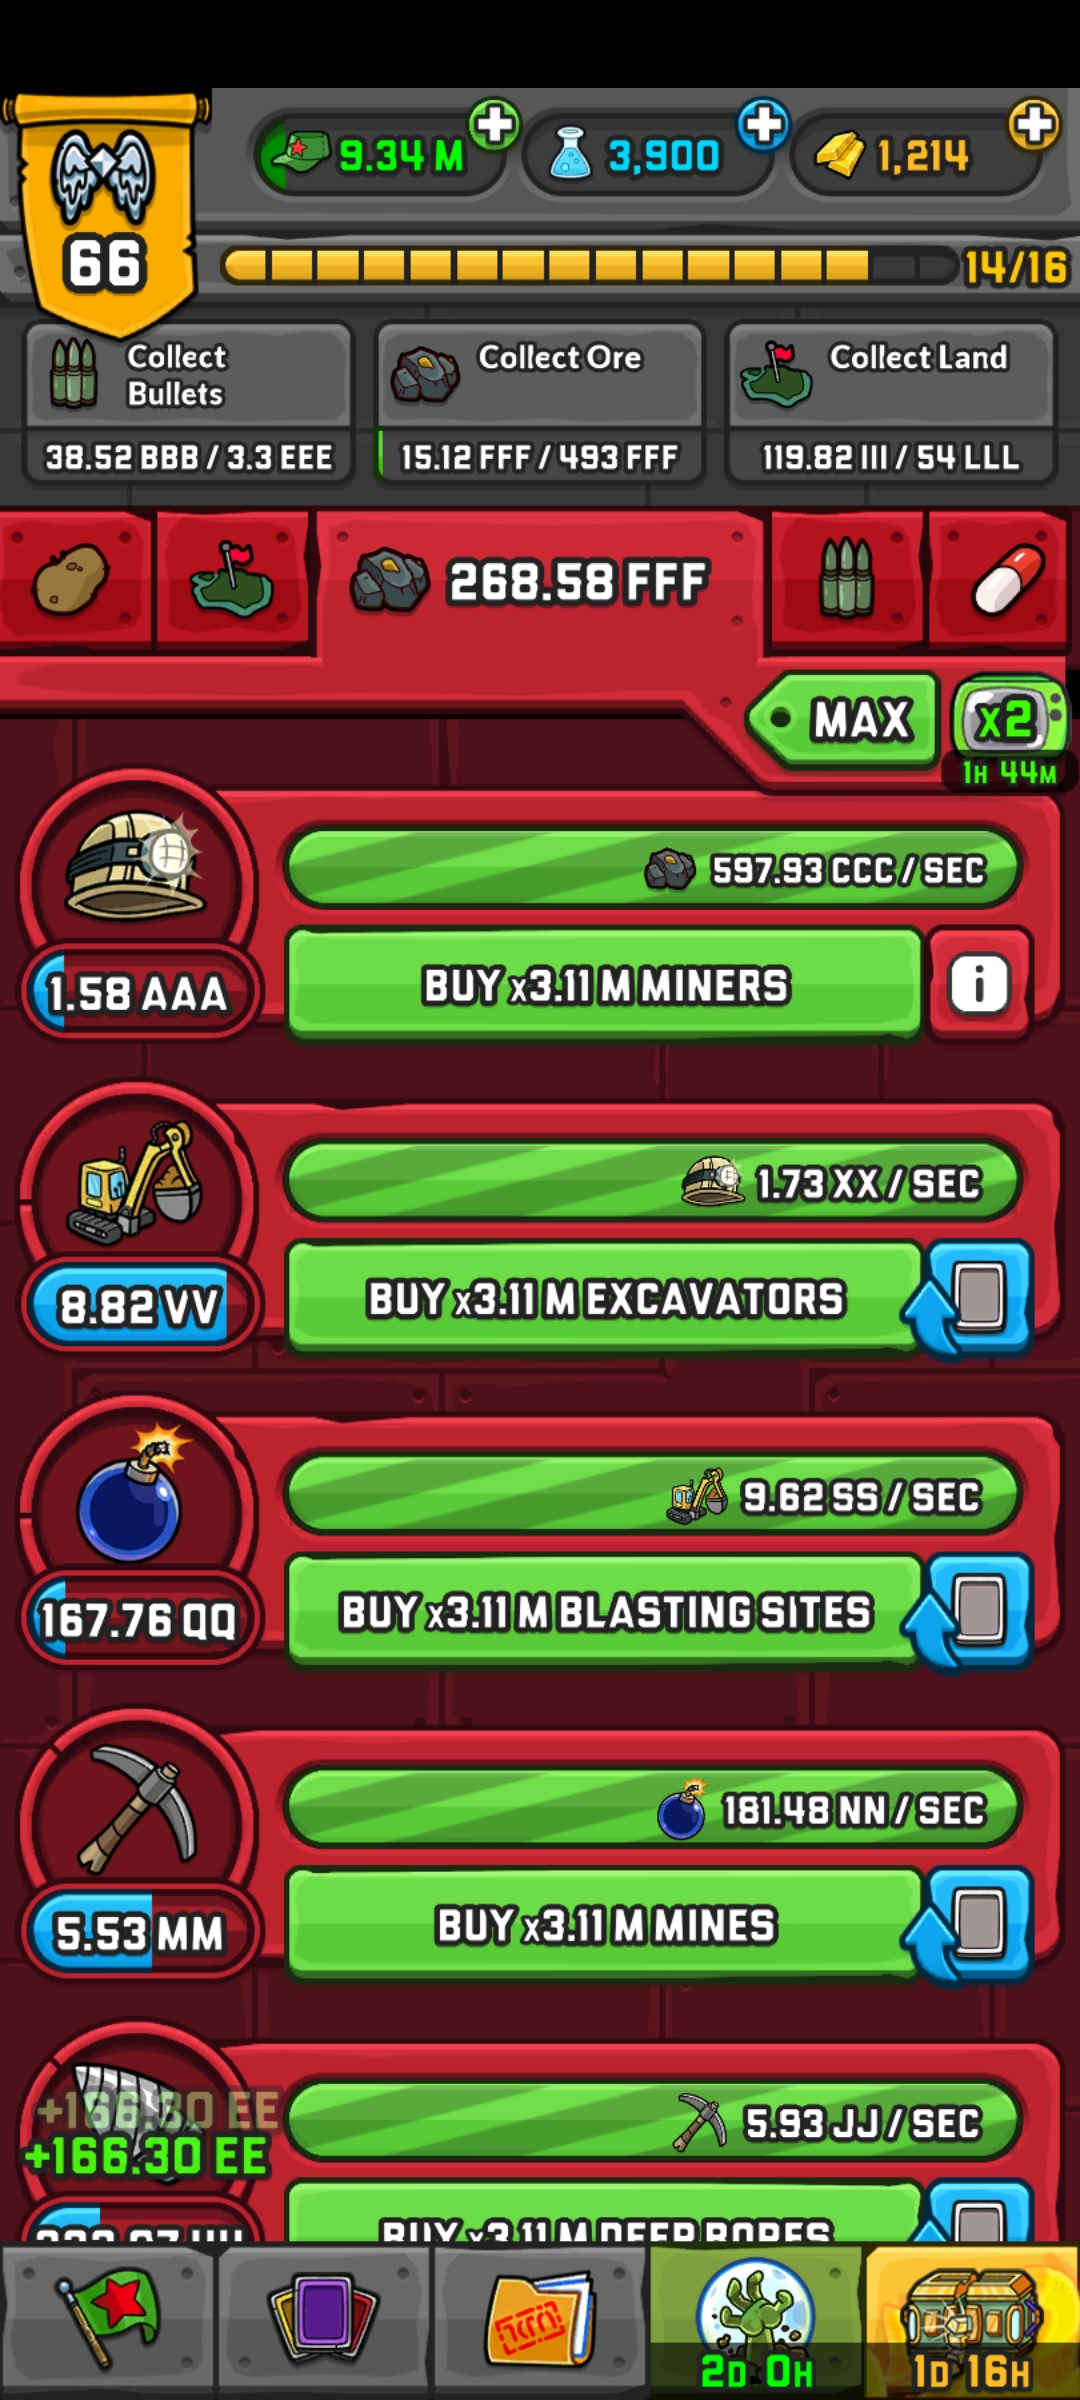 66
9.34 M
3,900
1,214
14/16
Collect
Bullets
38.52 BBB / 3.3 EEE
Collect Ore
15.12 FFF / 493 FFF
Collect Land
119.82 III / 54 LLL
268.58 FFF
MAX
x2
1H 44M
597.93 CCC / SEC
1.58 AAA
BUY x3.11 M MINERS
i
1.73 XX / SEC
8.82 VV
BUY x3.11 M EXCAVATORS
9.62 SS / SEC
167.76 QQ
BUY x3.11 M BLASTING SITES
181.48 NN / SEC
5.53 MM
BUY x3.11 M MINES
+166.30 EE
+166.30 EE
5.93 JJ / SEC
BUY x3.11 M DEEP BORES
2D 0H
1D 16H